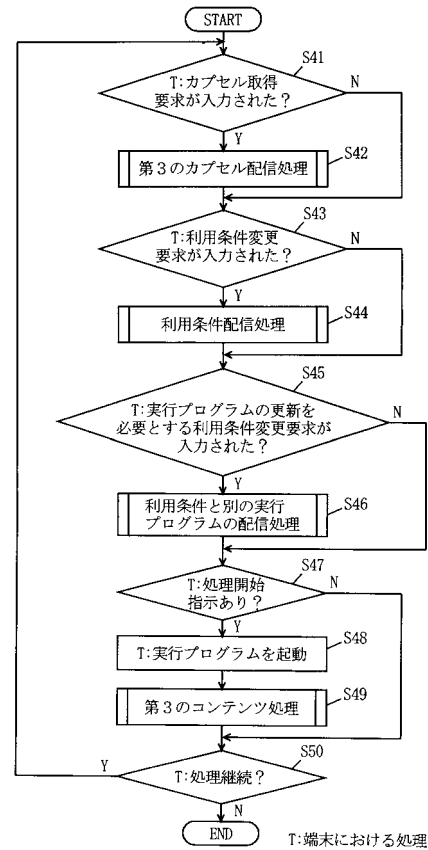 START
S41
T:カプセル取得
要求が入力された?
N
Y
S42
第3のカプセル配信処理
S43
T:利用条件変更
要求が入力された?
N
Y
S44
利用条件配信処理
S45
T:実行プログラムの更新を
必要とする利用条件変更要求が
入力された?
N
Y
S46
利用条件と別の実行
プログラムの配信処理
S47
T:処理開始
指示あり?
N
Y
S48
T:実行プログラムを起動
S49
第3のコンテンツ処理
S50
Y
T:処理継続?
N
END
T:端末における処理